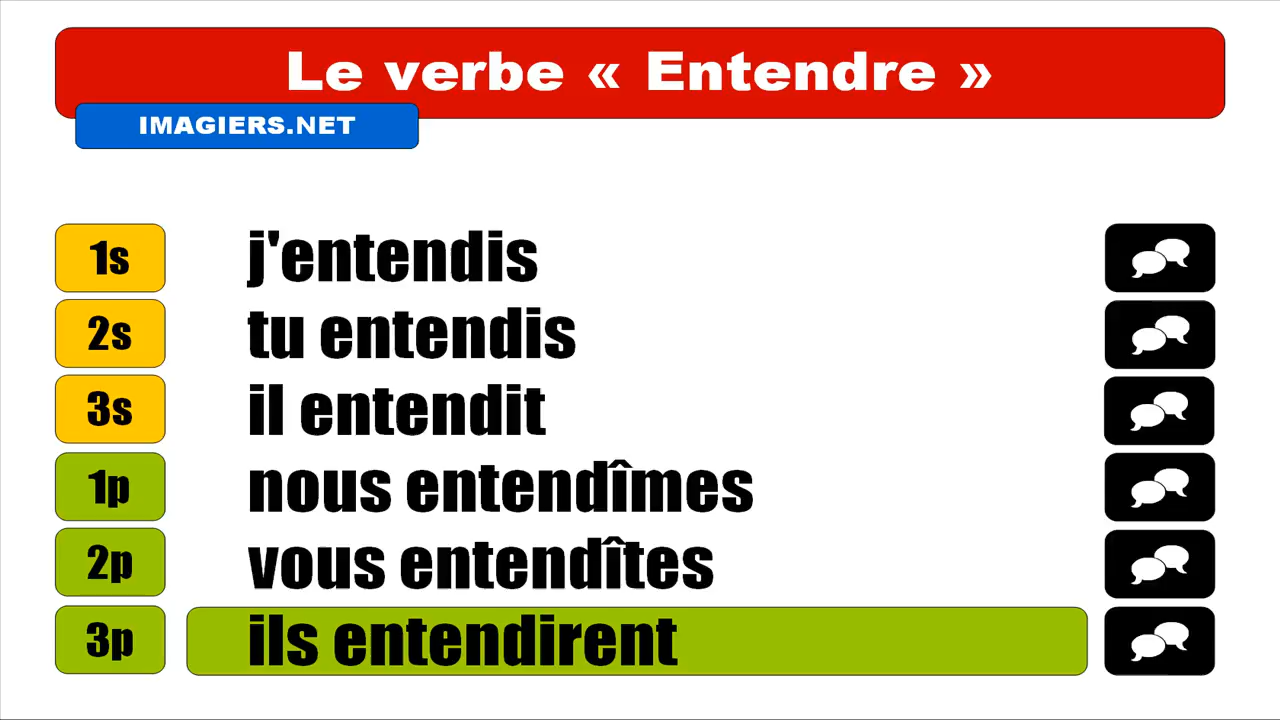 Le verbe « Entendre »
IMAGIERS.NET
1s j'entendis
2s tu entendis
3s il entendit
1p nous entendîmes
2p vous entendîtes
3p ils entendirent